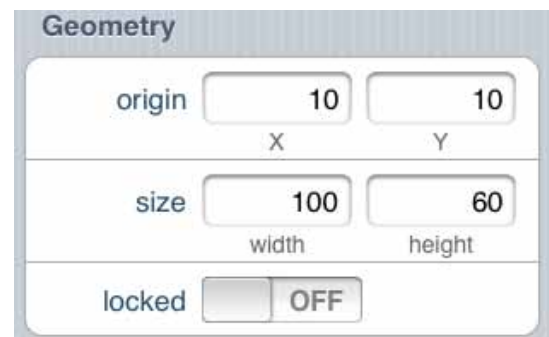 Geometry
origin 10 10
X Y
size 100 60
width height
locked OFF